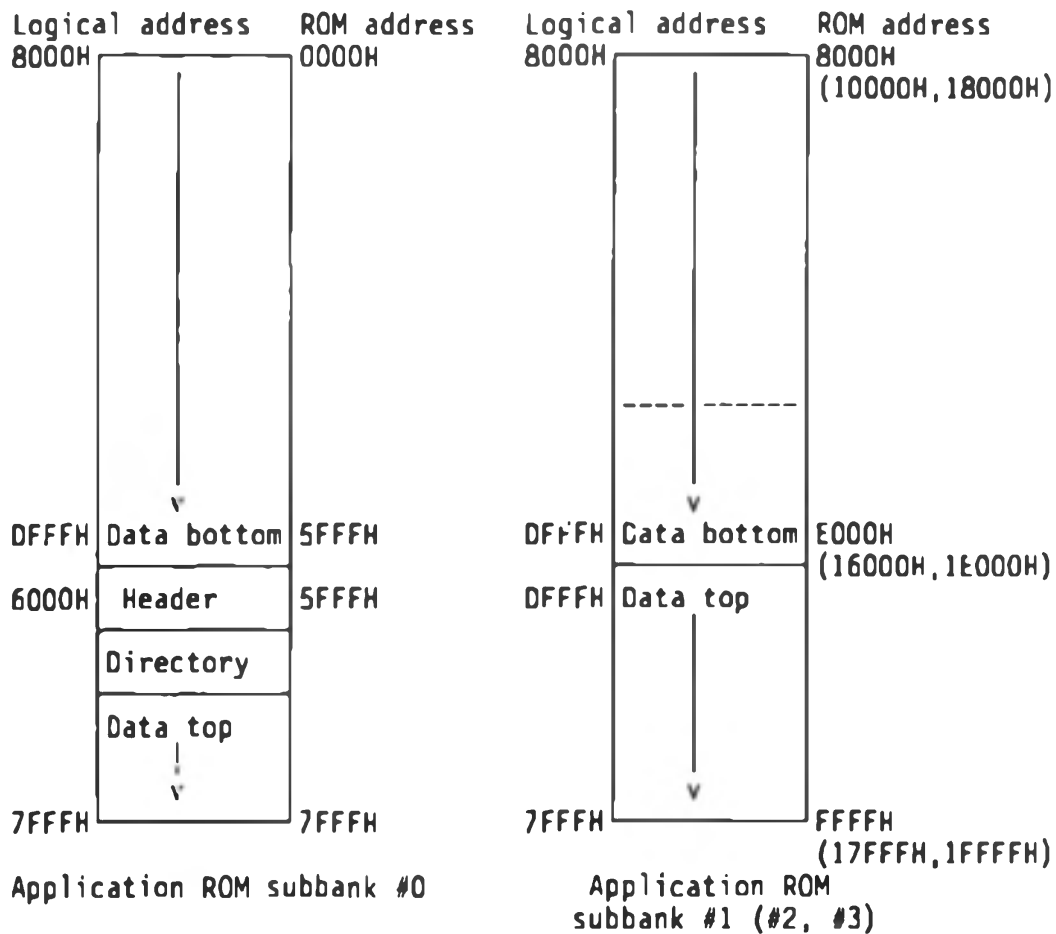 Logical address ROM address
8000H 0000H
DFFFH Data bottom 5FFFH
6000H Header 5FFFH
Directory
Data top
7FFFH 7FFFH
Application ROM subbank #0
Logical address ROM address
8000H 8000H
(10000H,18000H)
DFFFH Data bottom E000H
(16000H,1E000H)
DFFFH Data top
7FFFH FFFFH
(17FFFH,1FFFFH)
Application ROM
subbank #1 (#2, #3)